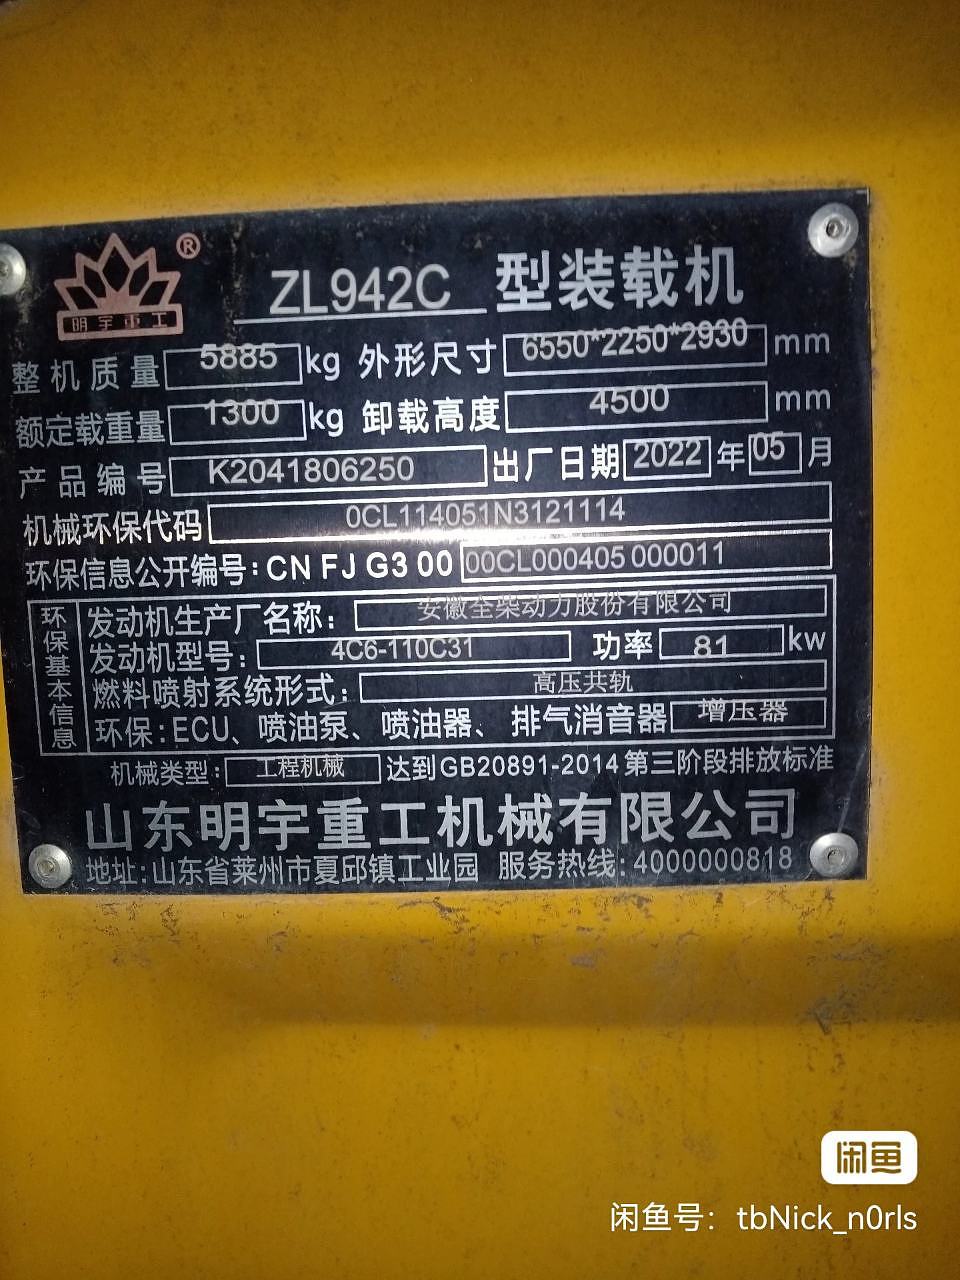 ®
明宇重工
ZL942C 型装载机
整机质量 5885 kg 外形尺寸 6550*2250*2930 mm
额定载重量 1300 kg 卸载高度 4500 mm
产品编号 K2041806250 出厂日期 2022 年 05 月
机械环保代码 0CL114051N3121114
环保信息公开编号: CN FJ G3 00 00CL000405 000011
环保基本信息
发动机生产厂名称: 安徽全柴动力股份有限公司
发动机型号: 4C6-110C31 功率 81 kw
燃料喷射系统形式: 高压共轨
环保:ECU、喷油泵、喷油器、排气消音器 增压器
机械类型: 工程机械 达到GB20891-2014第三阶段排放标准
山东明宇重工机械有限公司
地址:山东省莱州市夏邱镇工业园 服务热线:4000000818
闲鱼
闲鱼号: tbNick_n0rls